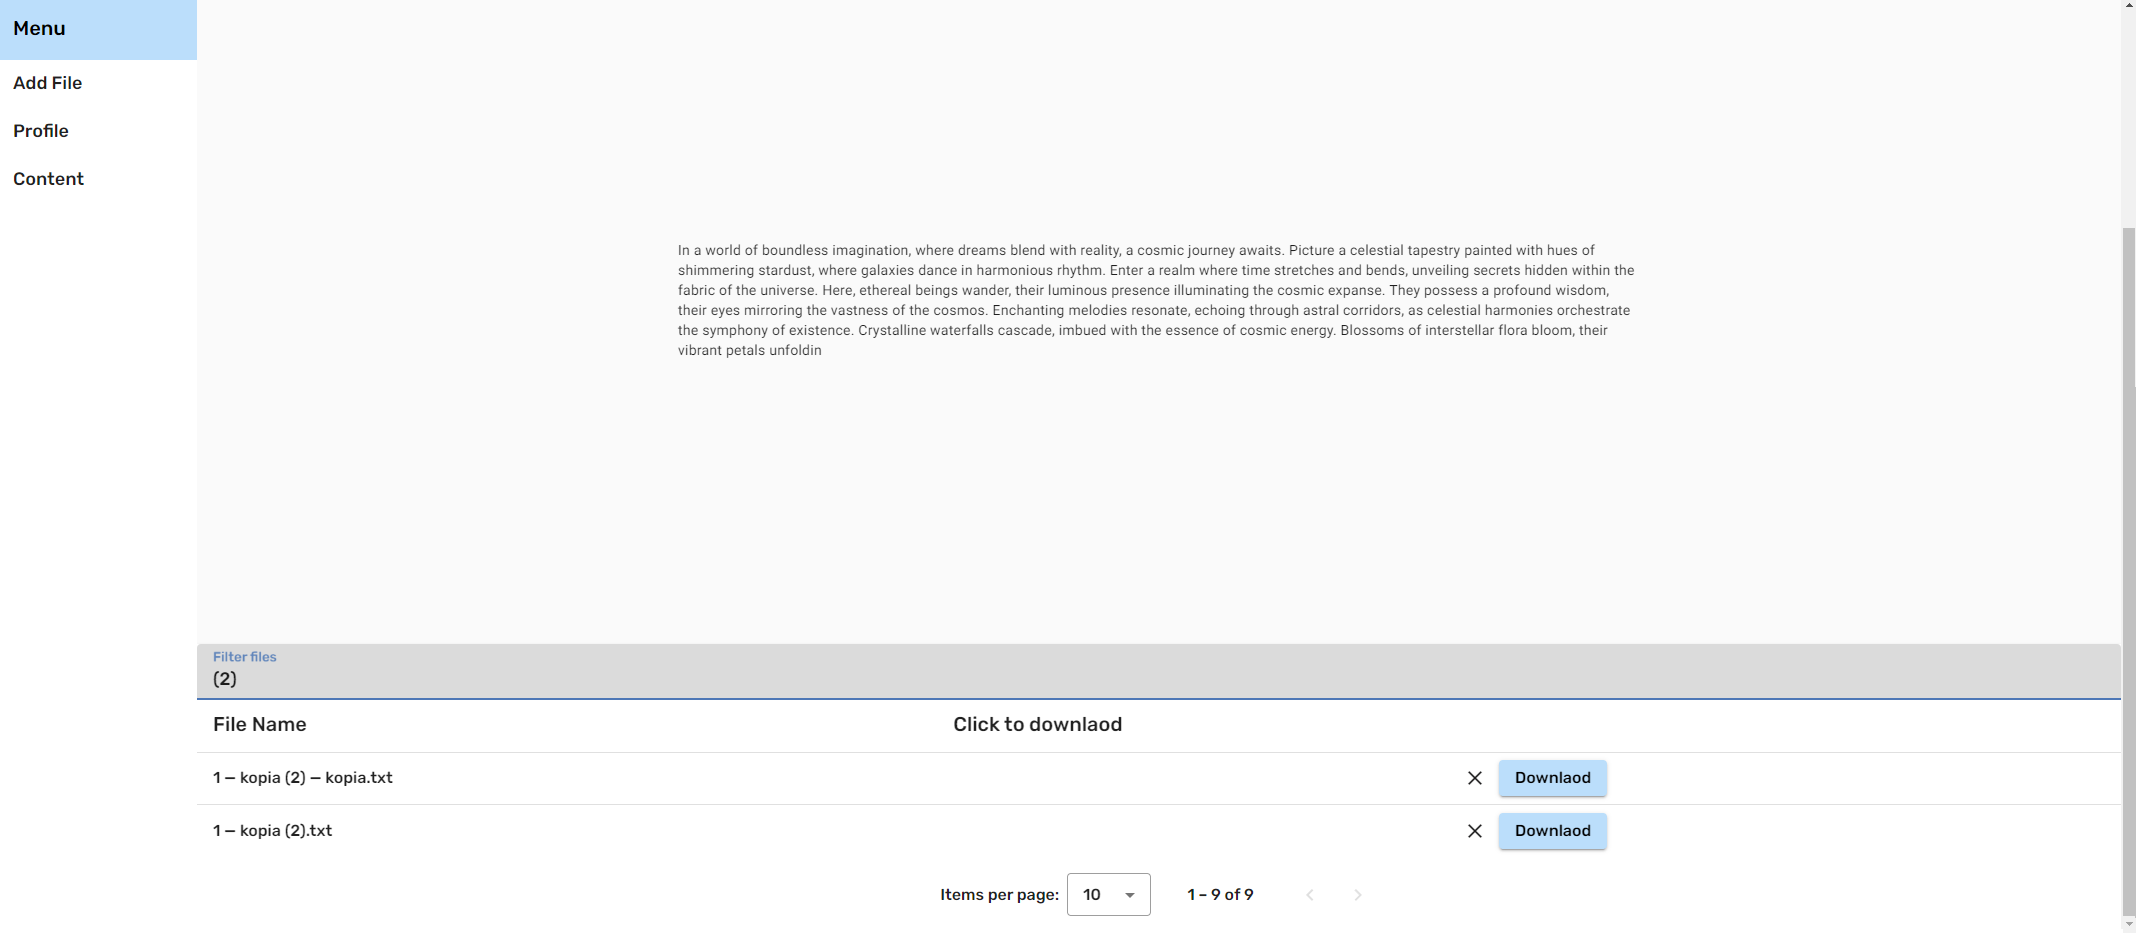 Menu
Add File
Profile
Content
In a world of boundless imagination, where dreams blend with reality, a cosmic journey awaits. Picture a celestial tapestry painted with hues of
shimmering stardust, where galaxies dance in harmonious rhythm. Enter a realm where time stretches and bends, unveiling secrets hidden within the
fabric of the universe. Here, ethereal beings wander, their luminous presence illuminating the cosmic expanse. They possess a profound wisdom,
their eyes mirroring the vastness of the cosmos. Enchanting melodies resonate, echoing through astral corridors, as celestial harmonies orchestrate
the symphony of existence. Crystalline waterfalls cascade, imbued with the essence of cosmic energy. Blossoms of interstellar flora bloom, their
vibrant petals unfoldin
Filter files
(2)
File Name Click to downlaod
1 – kopia (2) – kopia.txt Downlaod
1 – kopia (2).txt Downlaod
Items per page: 10 1 – 9 of 9